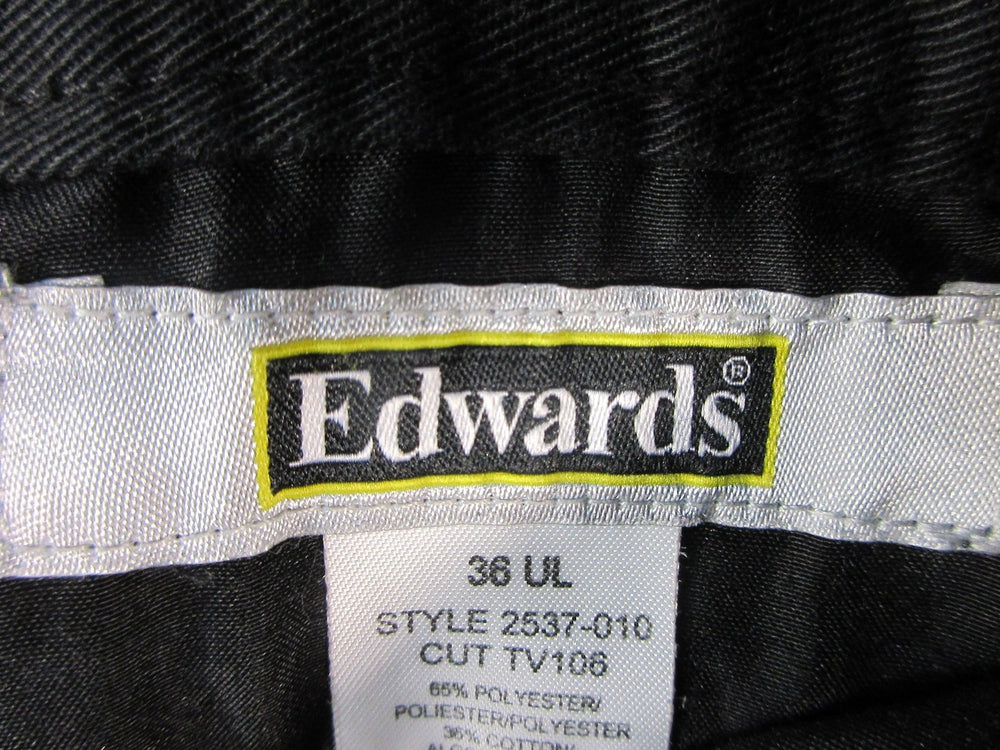 Edwards®
36 UL
STYLE 2537-010
CUT TV106
65% POLYESTER/
POLIESTER/POLYESTER
36% COTTON/